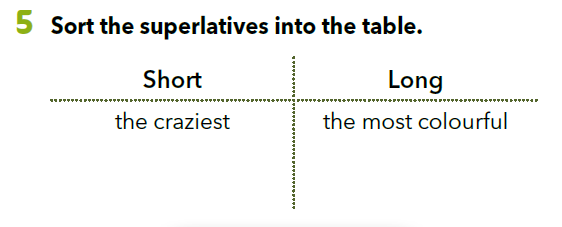 5 Sort the superlatives into the table.
Short Long
the craziest the most colourful